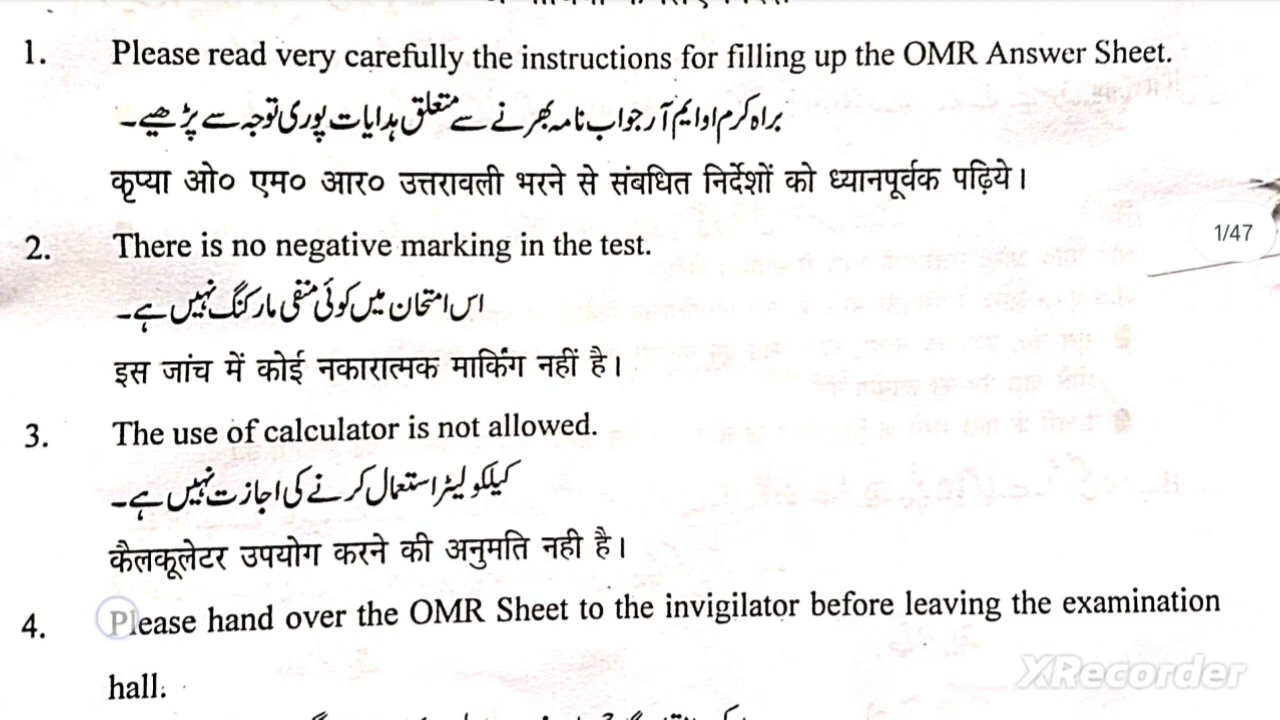 1. Please read very carefully the instructions for filling up the OMR Answer Sheet.
براہ کرم او ایم آر جواب نامہ بھرنے سے متعلق ہدایات پوری توجہ سے پڑھیے۔
कृप्या ओ० एम० आर० उत्तरावली भरने से संबधित निर्देशों को ध्यानपूर्वक पढ़िये।
1/47
2. There is no negative marking in the test.
اس امتحان میں کوئی منفی مارکنگ نہیں ہے۔
इस जांच में कोई नकारात्मक मार्किंग नहीं है।
3. The use of calculator is not allowed.
کیلکولیٹر استعمال کرنے کی اجازت نہیں ہے۔
कैलकूलेटर उपयोग करने की अनुमति नही है।
4. Please hand over the OMR Sheet to the invigilator before leaving the examination
hall.
XRecorder